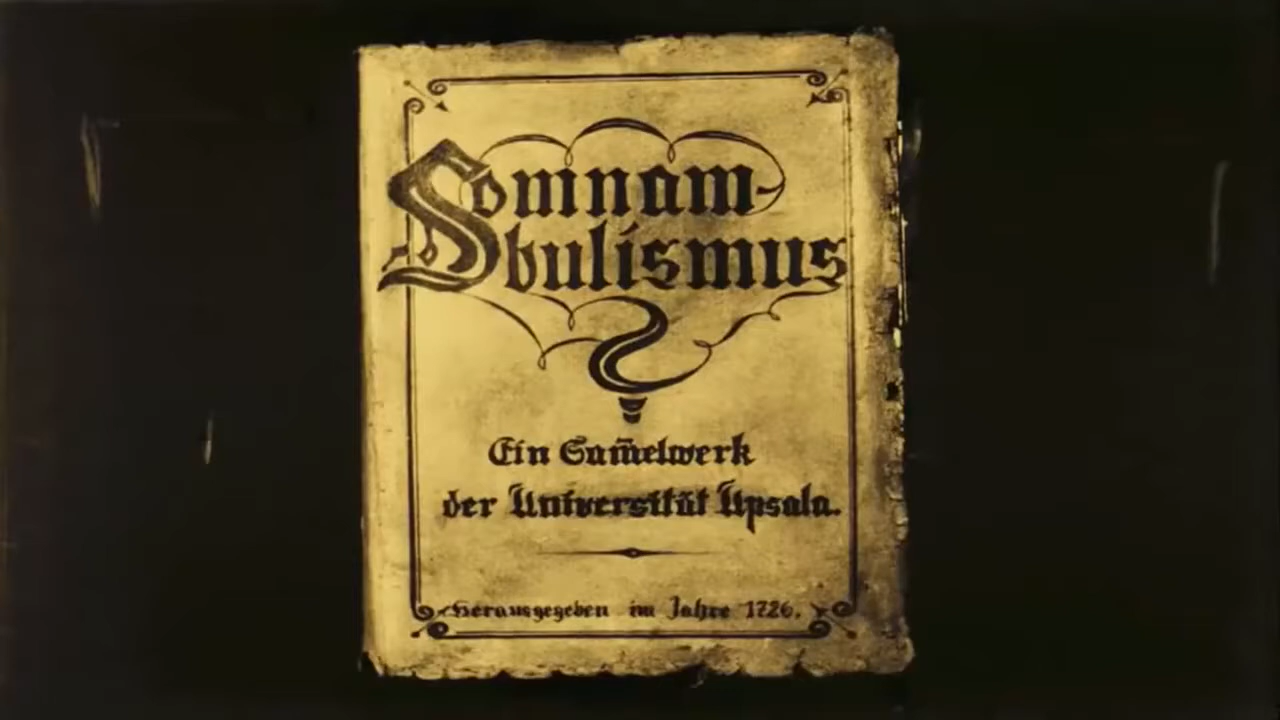 Somnam-
bulismus
Ein Sam̅elwerk
der Universität Upsala.
Herausgegeben im Jahre 1726.